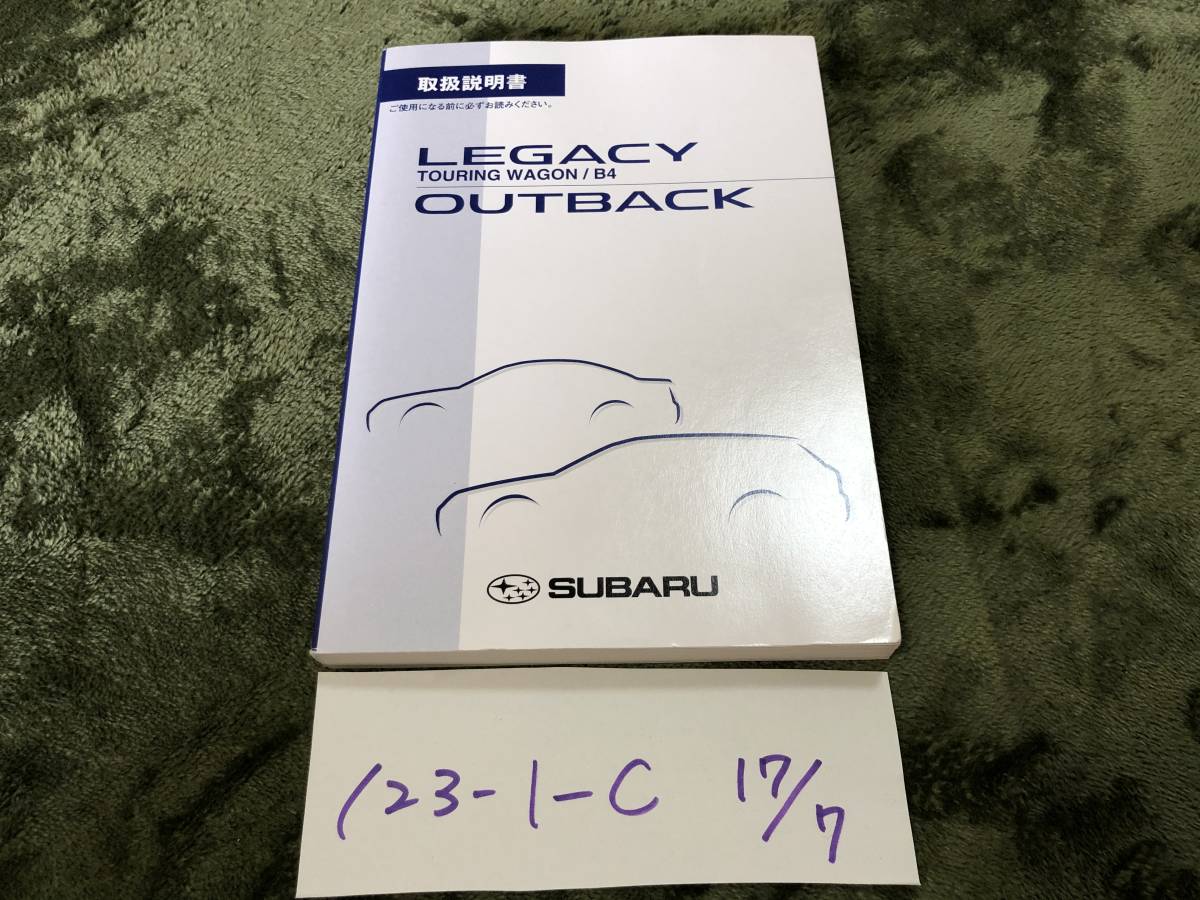 取扱説明書
ご使用になる前に必ずお読みください。
LEGACY
TOURING WAGON / B4
OUTBACK
SUBARU
123-1-C 17/7